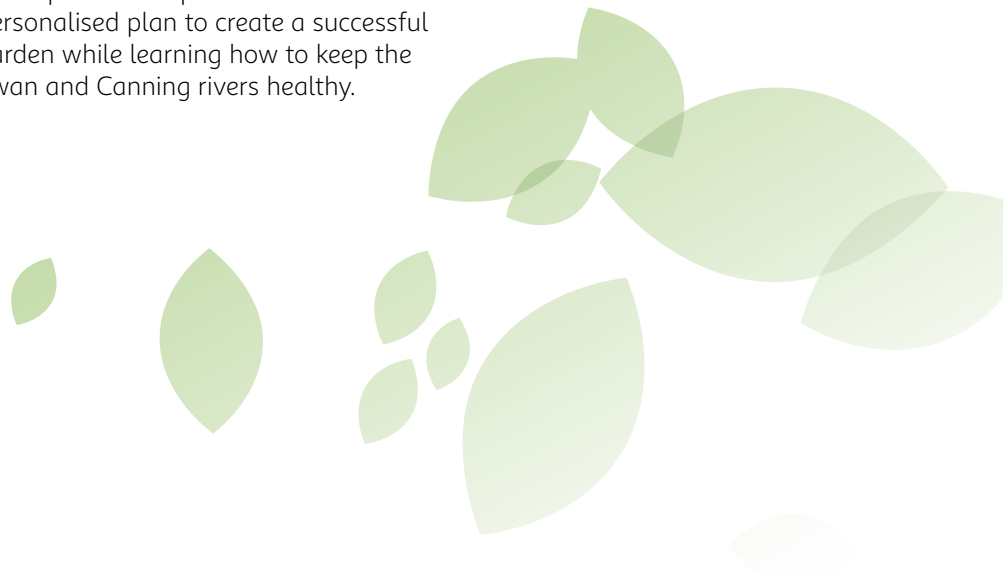 ersonalised plan to create a successful
arden while learning how to keep the
wan and Canning rivers healthy.